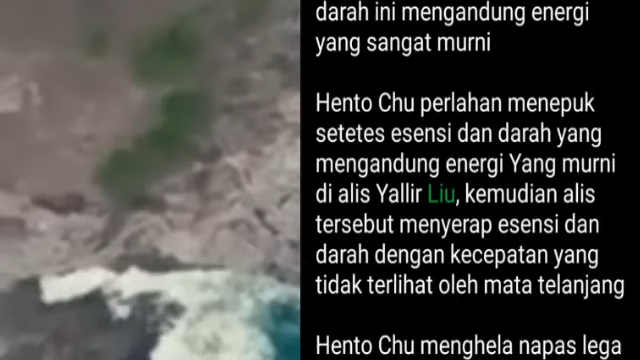 darah ini mengandung energi
yang sangat murni
Hento Chu perlahan menepuk
setetes esensi dan darah yang
mengandung energi Yang murni
di alis Yallir Liu, kemudian alis
tersebut menyerap esensi dan
darah dengan kecepatan yang
tidak terlihat oleh mata telanjang
Hento Chu menghela napas lega